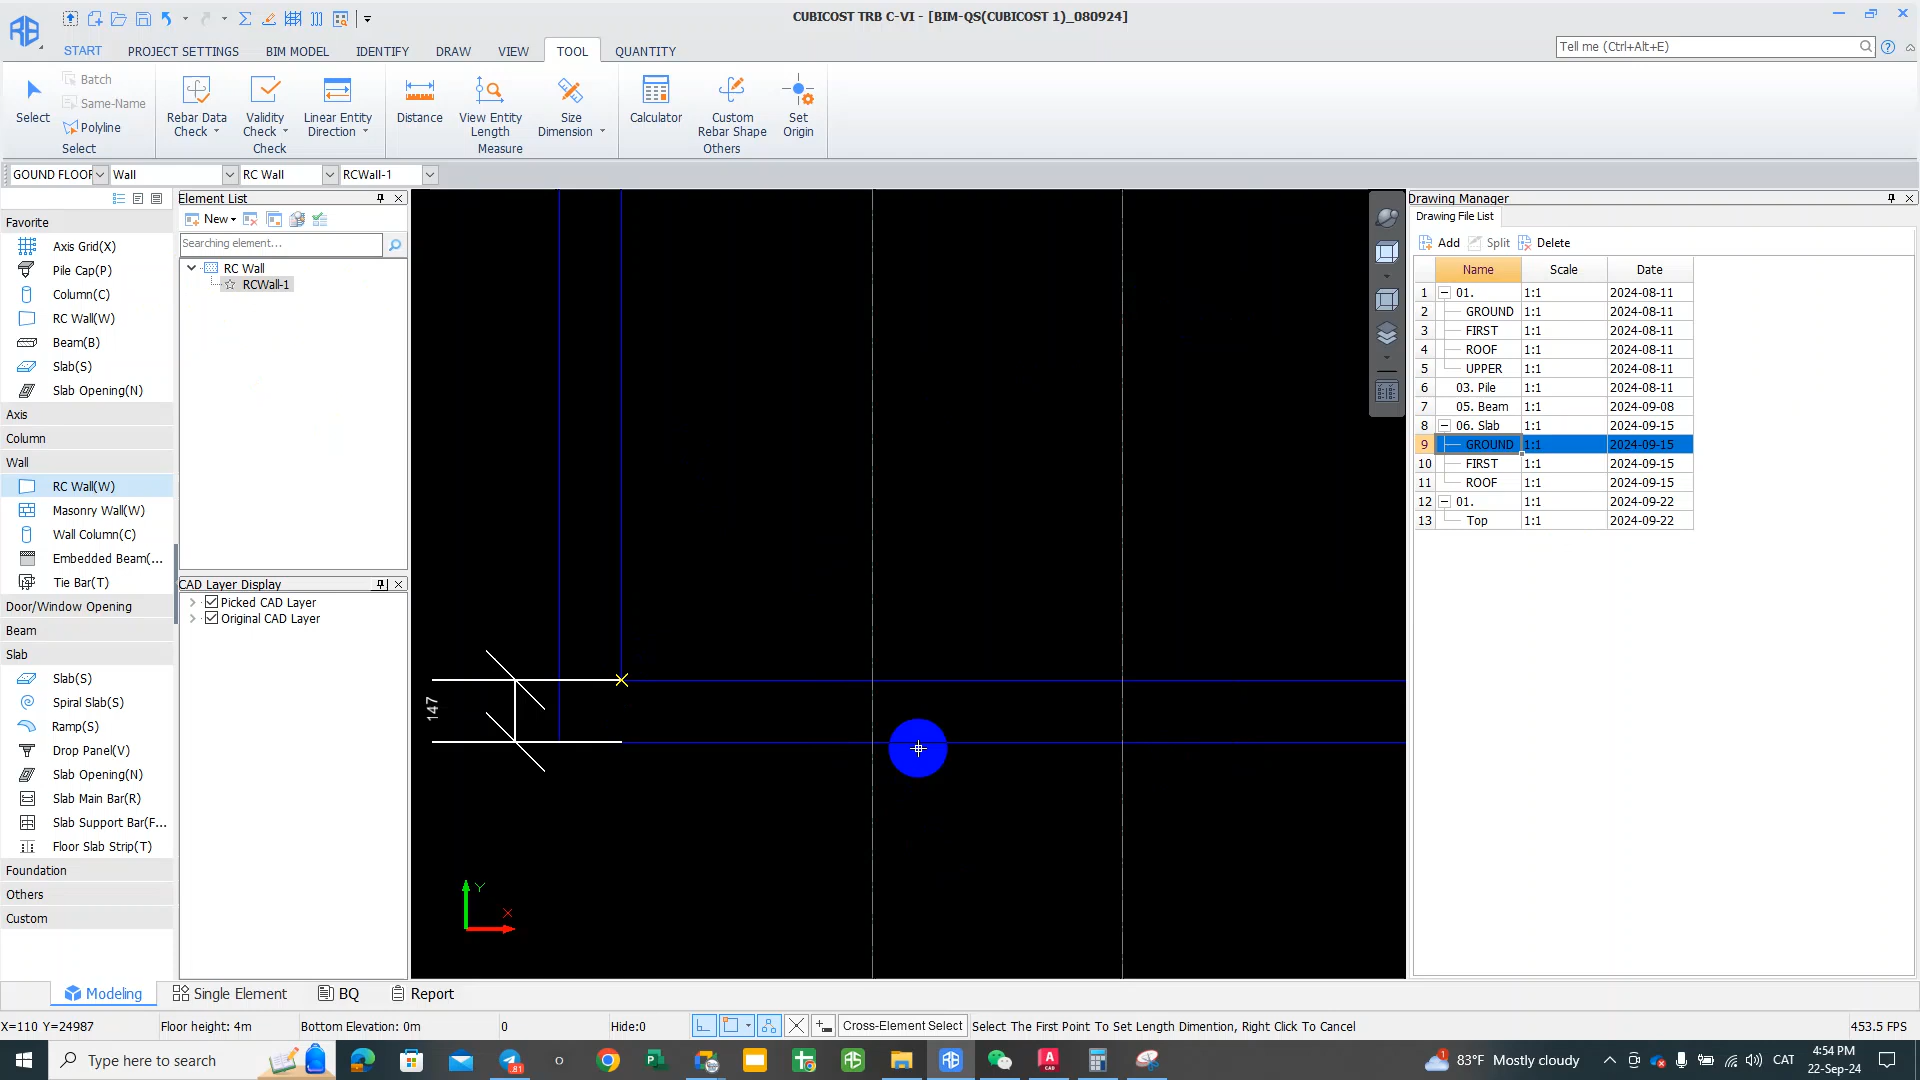 CUBICOST TRB C-VI - [BIM-QS(CUBICOST 1)_080924]
START PROJECT SETTINGS BIM MODEL IDENTIFY DRAW VIEW TOOL QUANTITY
Tell me (Ctrl+Alt+E)
Select
Batch
Same-Name
Polyline
Select
Rebar Data
Check
Validity
Check
Linear Entity
Direction
Check
Distance
View Entity
Length
Size
Dimension
Measure
Calculator
Custom
Rebar Shape
Set
Origin
Others
GOUND FLOOR Wall RC Wall RCWall-1
Favorite
Axis Grid(X)
Pile Cap(P)
Column(C)
RC Wall(W)
Beam(B)
Slab(S)
Slab Opening(N)
Axis
Column
Wall
RC Wall(W)
Masonry Wall(W)
Wall Column(C)
Embedded Beam(...
Tie Bar(T)
Door/Window Opening
Beam
Slab
Slab(S)
Spiral Slab(S)
Ramp(S)
Drop Panel(V)
Slab Opening(N)
Slab Main Bar(R)
Slab Support Bar(F...
Floor Slab Strip(T)
Foundation
Others
Custom
Element List
New
Searching element...
RC Wall
RCWall-1
CAD Layer Display
Picked CAD Layer
Original CAD Layer
147
Y
X
Drawing Manager
Drawing File List
Add Split Delete
Name Scale Date
1 01. 1:1 2024-08-11
2 GROUND 1:1 2024-08-11
3 FIRST 1:1 2024-08-11
4 ROOF 1:1 2024-08-11
5 UPPER 1:1 2024-08-11
6 03. Pile 1:1 2024-08-11
7 05. Beam 1:1 2024-09-08
8 06. Slab 1:1 2024-09-15
9 GROUND 1:1 2024-09-15
10 FIRST 1:1 2024-09-15
11 ROOF 1:1 2024-09-15
12 01. 1:1 2024-09-22
13 Top 1:1 2024-09-22
Modeling Single Element BQ Report
X=110 Y=24987 Floor height: 4m Bottom Elevation: 0m 0 Hide:0 Cross-Element Select Select The First Point To Set Length Dimention, Right Click To Cancel 453.5 FPS
Type here to search
81
83°F Mostly cloudy
CAT
4:54 PM
22-Sep-24